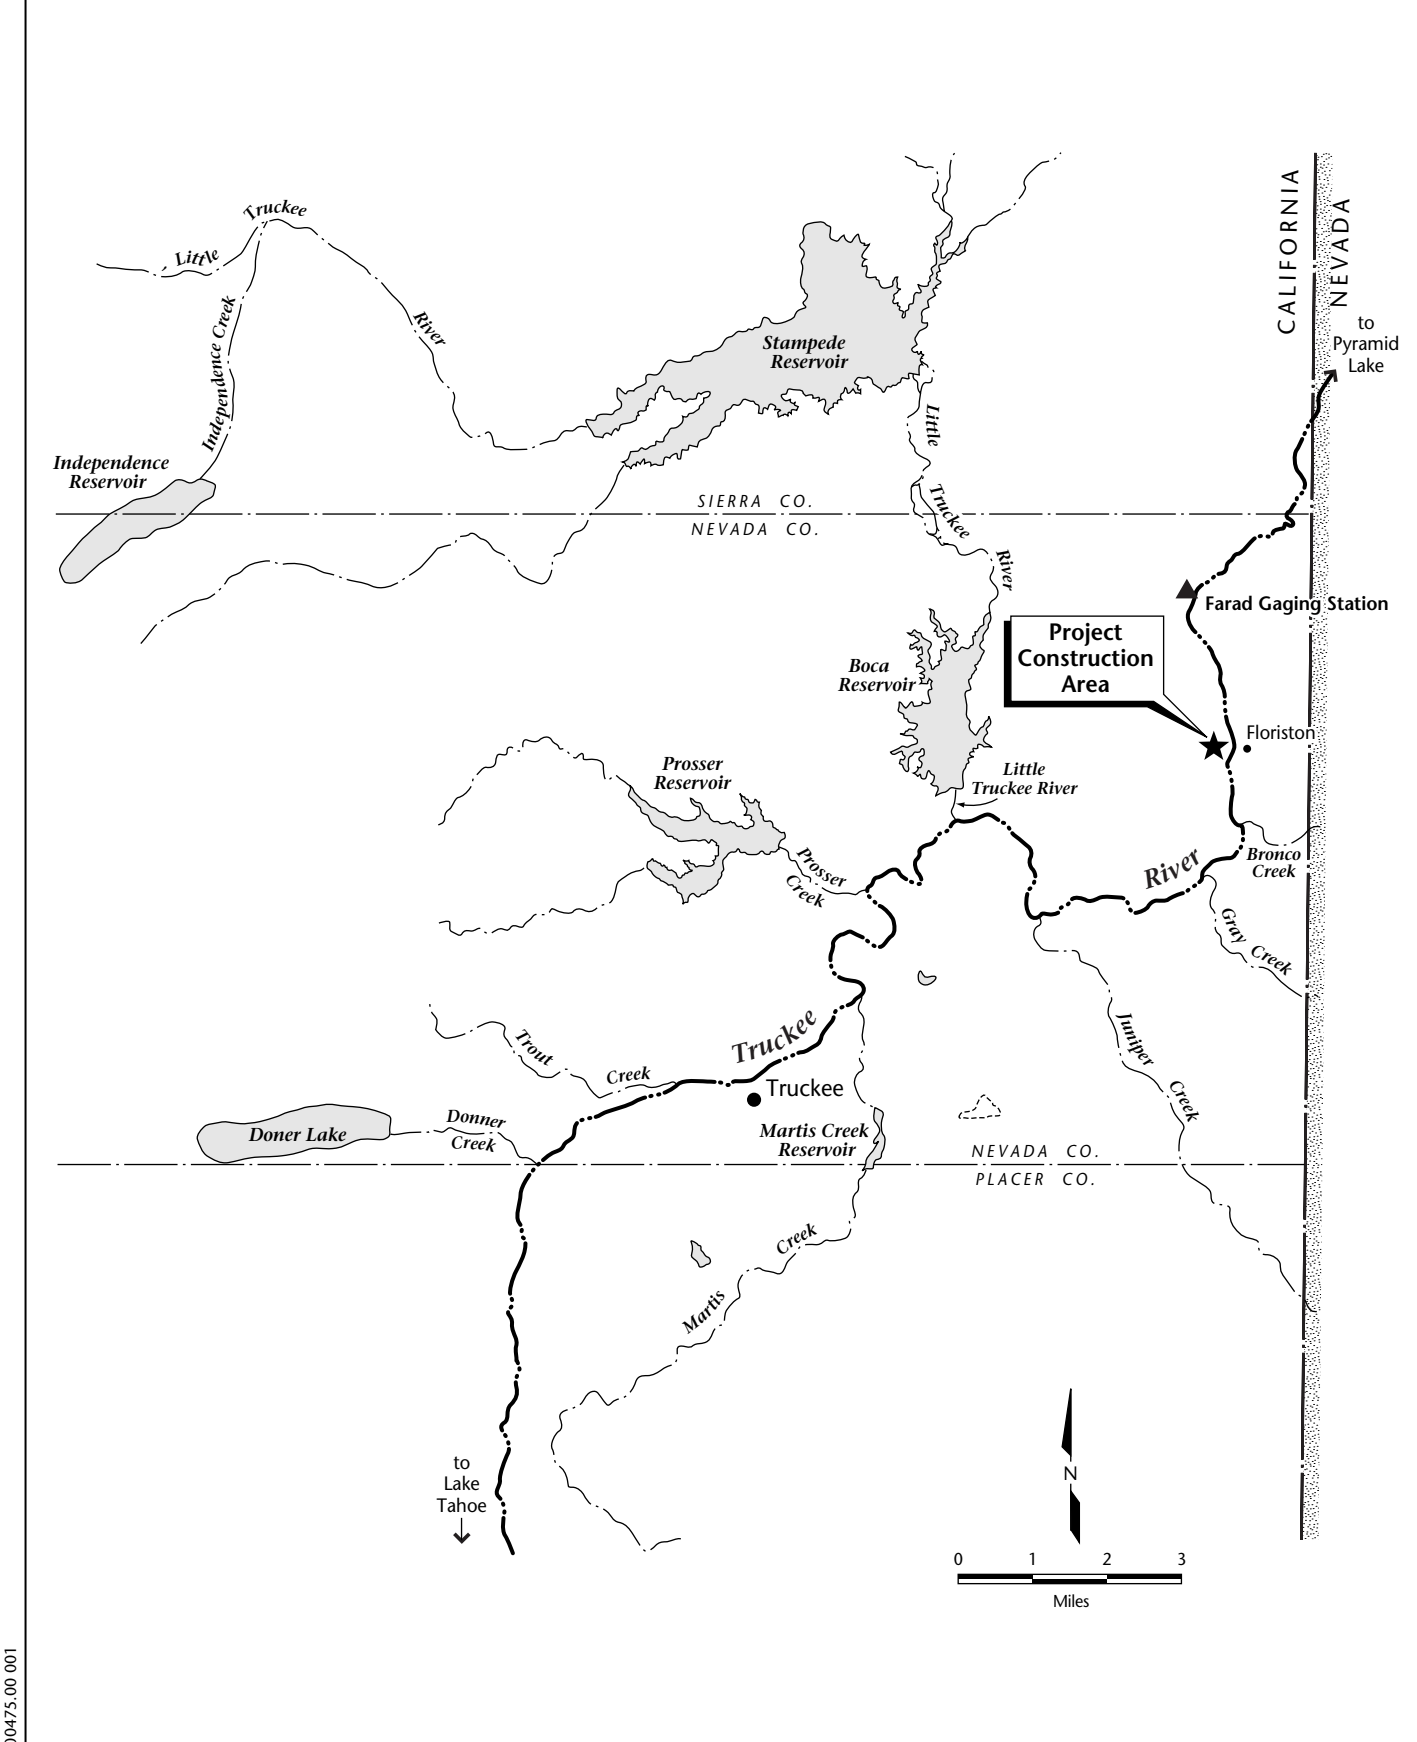 CALIFORNIA
NEVADA
Truckee
Little
River
Independence Creek
to
Pyramid
Lake
Stampede
Reservoir
Little
Independence
Reservoir
SIERRA CO.
NEVADA CO.
Truckee
River
Farad Gaging Station
Project
Construction
Area
Boca
Reservoir
Floriston
Prosser
Reservoir
Little
Truckee River
Prosser
Creek
River
Bronco
Creek
Gray Creek
Truckee
Juniper
Creek
Trout
Creek
Truckee
Donner
Creek
Doner Lake
Martis Creek
Reservoir
NEVADA CO.
PLACER CO.
Creek
Martis
to
Lake
Tahoe
N
0 1 2 3
Miles
00475.00 001